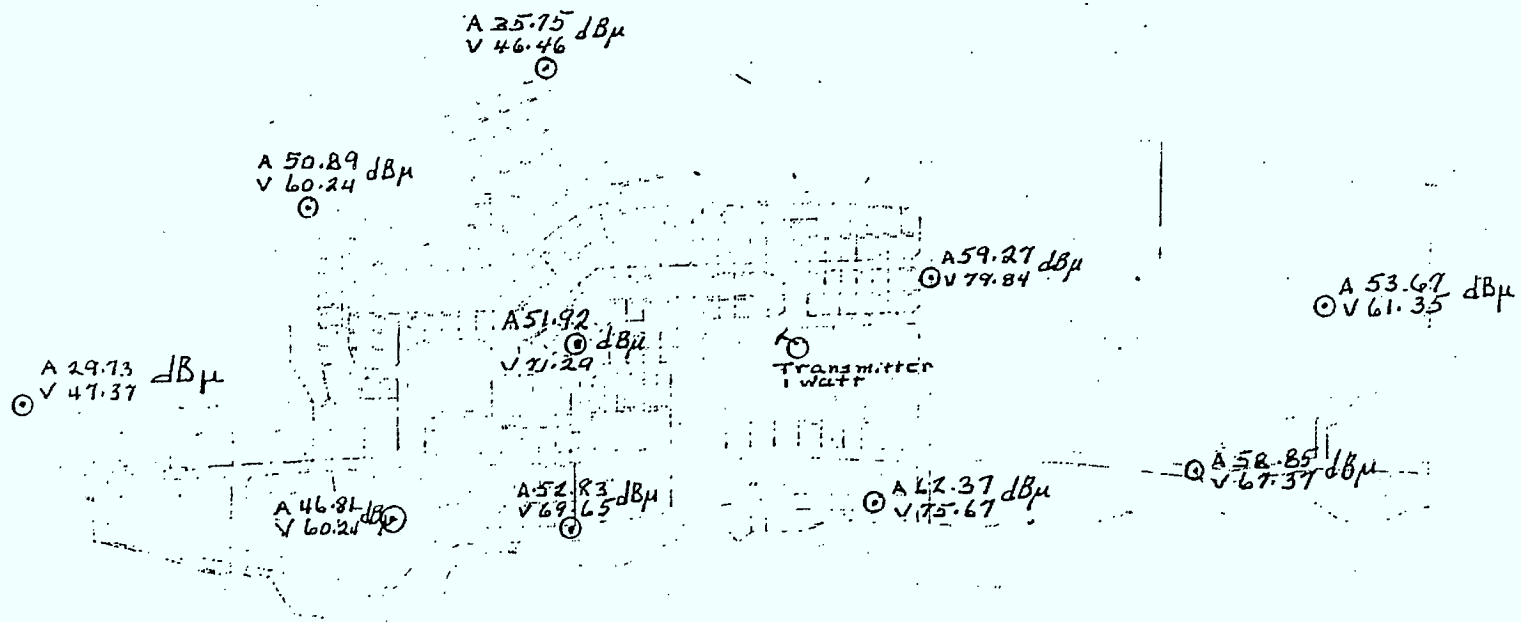 A 35.75 dBµ
V 46.46
A 50.89 dBµ
V 60.24
A 59.27 dBµ
V 79.84
A 53.67 dBµ
V 61.35
A 51.92 dBµ
V 71.29
Transmitter
1 watt
A 29.73 dBµ
V 47.37
A 58.85 dBµ
V 67.37
A 46.81 dBµ
V 60.24
A 52.83 dBµ
V 69.65
A 62.37 dBµ
V 75.67